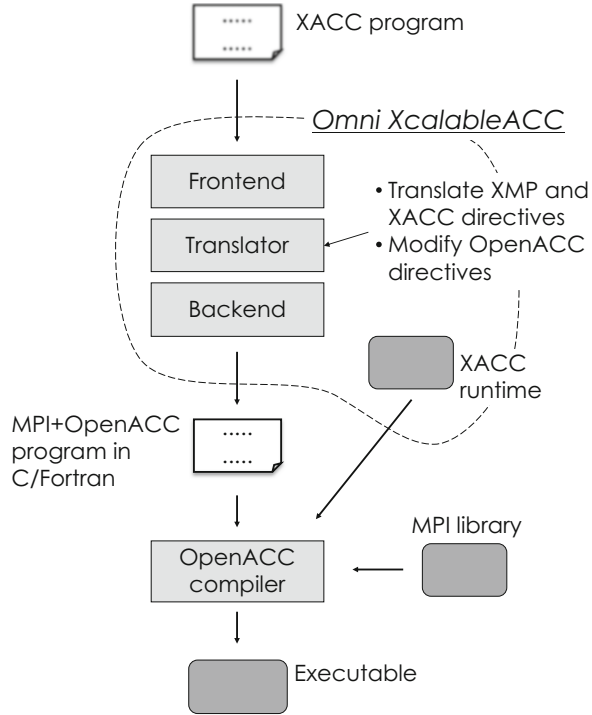 XACC program
Omni XcalableACC
Frontend
• Translate XMP and
XACC directives
Translator
• Modify OpenACC
directives
Backend
XACC
runtime
MPI+OpenACC
program in
C/Fortran
MPI library
OpenACC
compiler
Executable